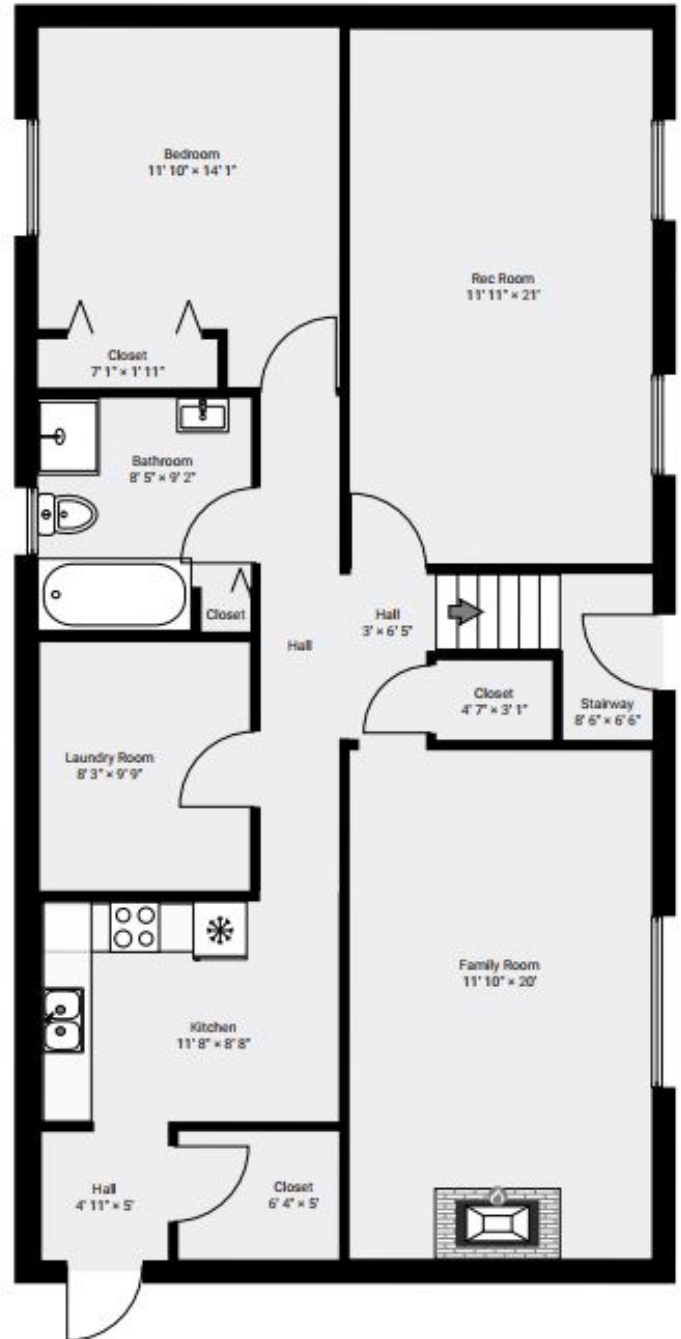 Bedroom
11' 10" × 14' 1"
Rec Room
11' 11" × 21'
Closet
7' 1" × 1' 11"
Bathroom
8' 5" × 9' 2"
Closet
Hall
3' × 6' 5"
Hall
Closet
4' 7" × 3' 1"
Stairway
8' 6" × 6' 6"
Laundry Room
8' 3" × 9' 9"
Family Room
11' 10" × 20'
Kitchen
11' 8" × 8' 8"
Hall
4' 11" × 5'
Closet
6' 4" × 5'